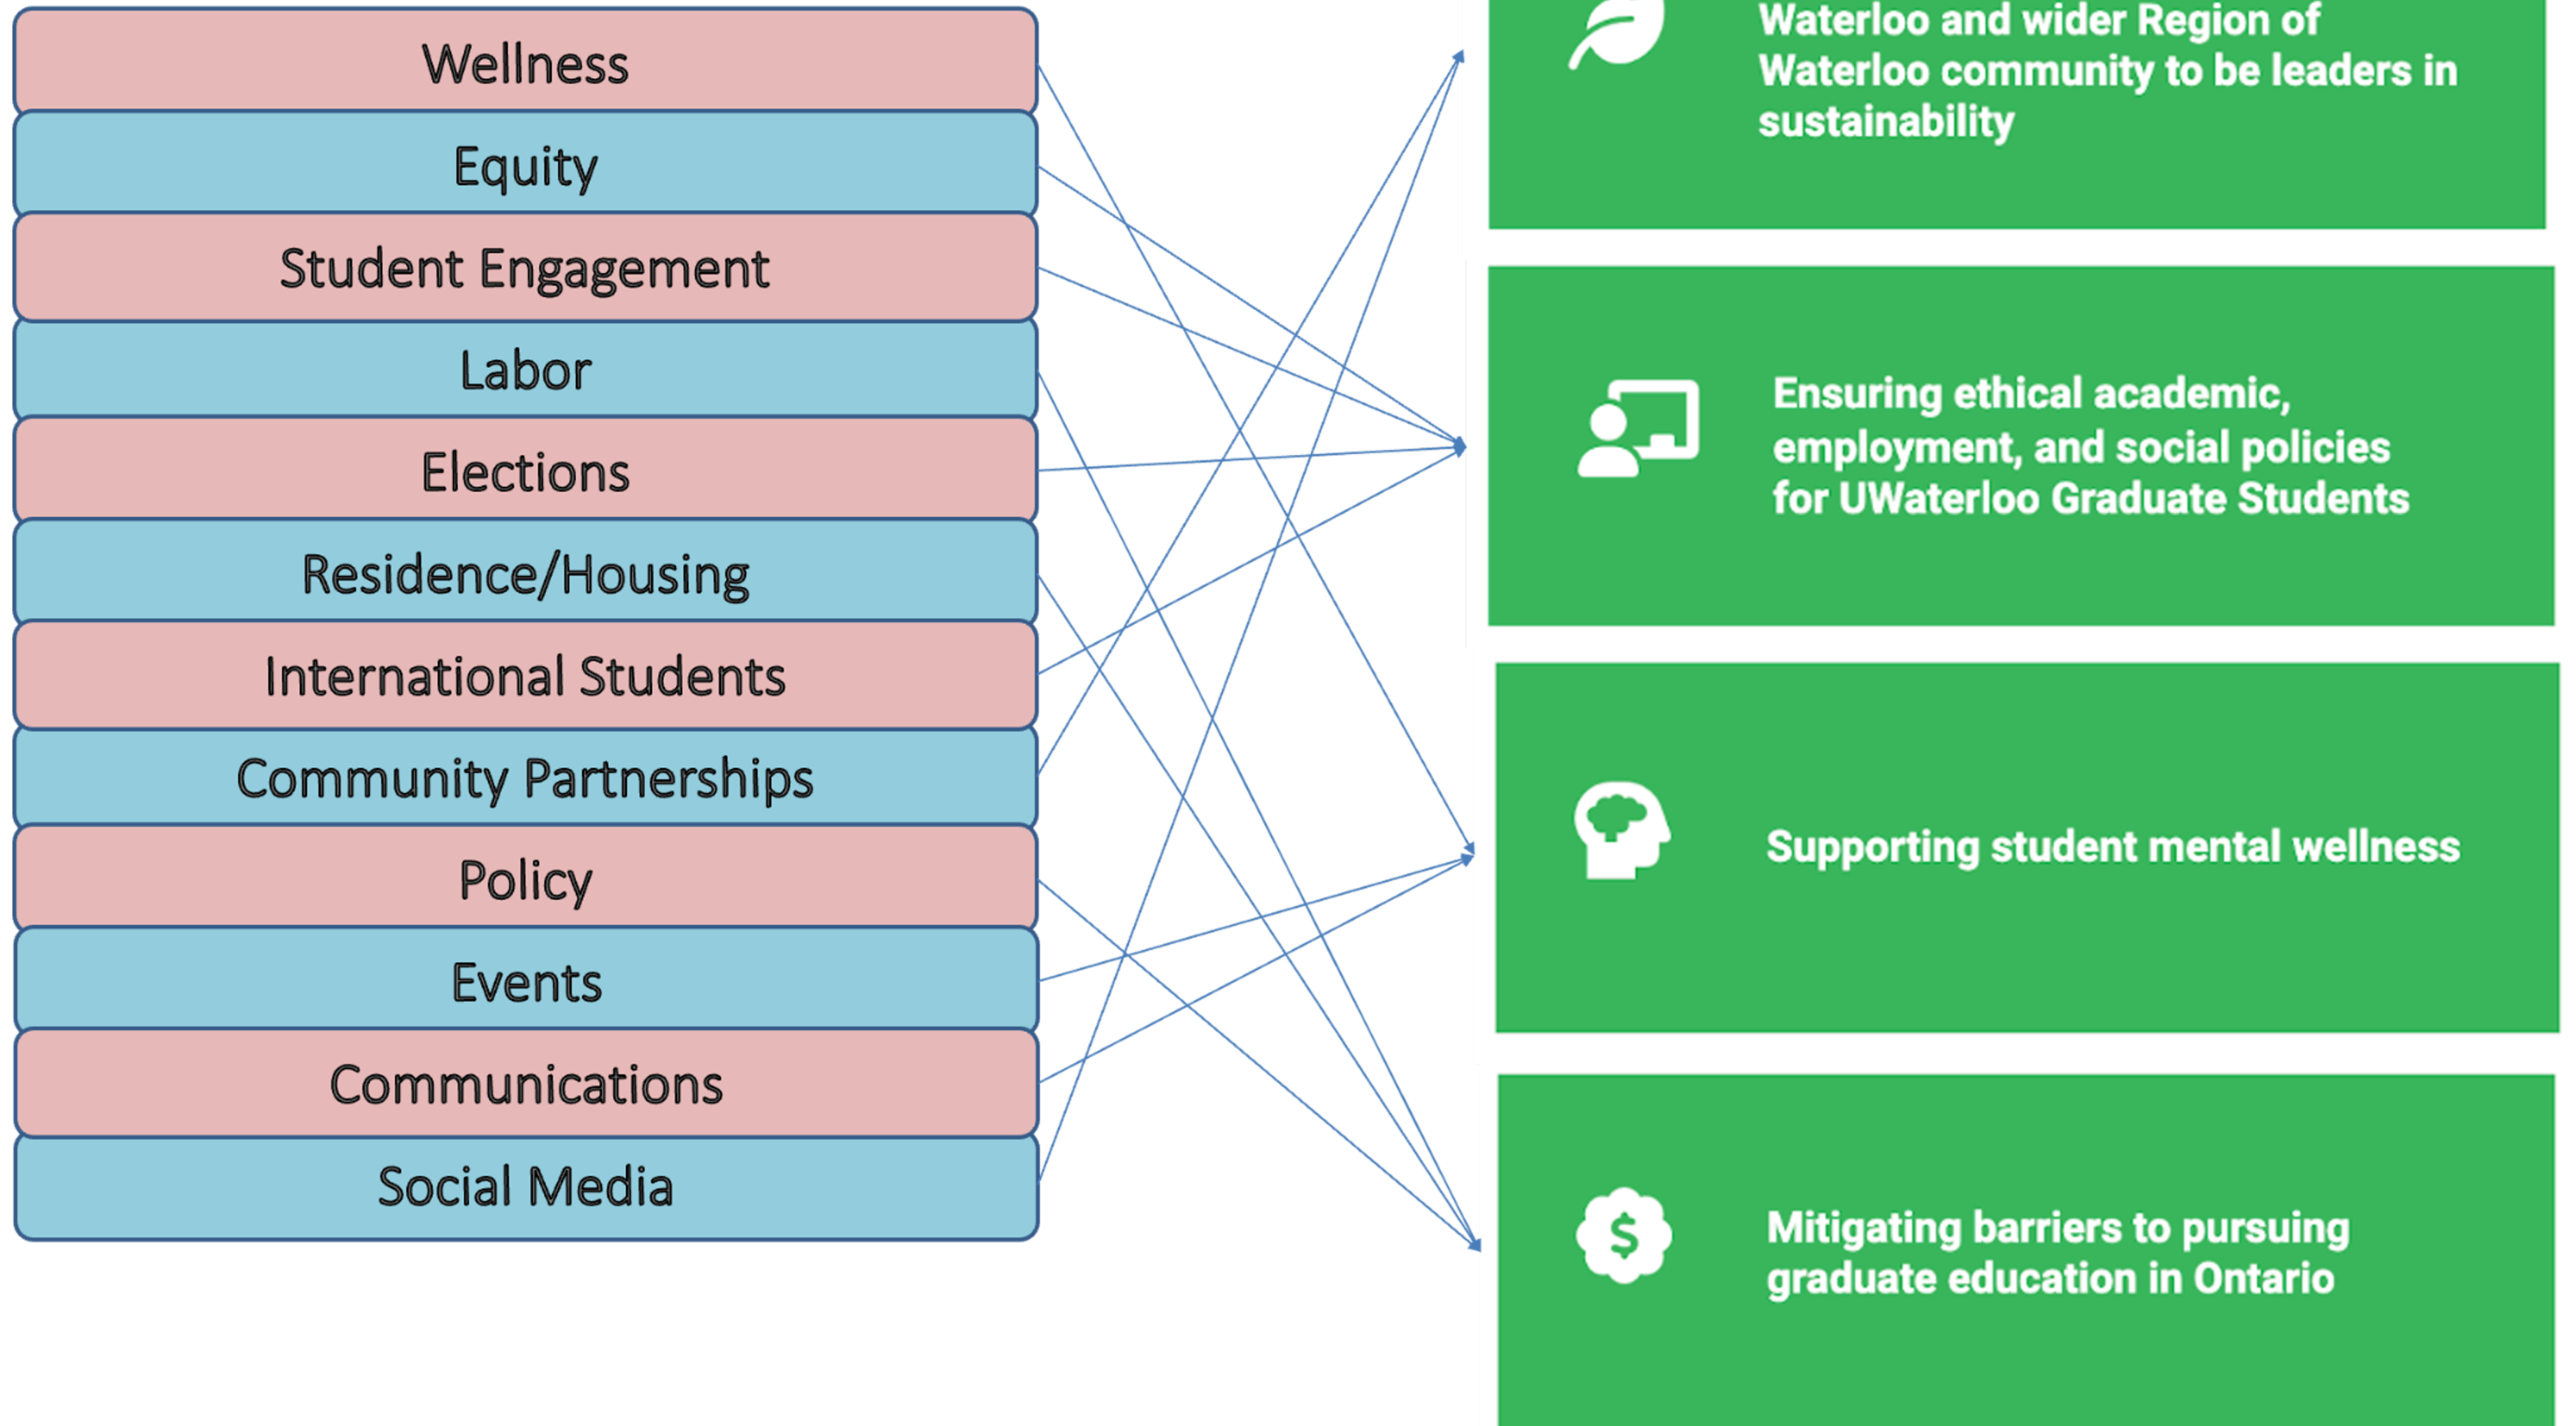 Wellness
Equity
Student Engagement
Labor
Elections
Residence/Housing
International Students
Community Partnerships
Policy
Events
Communications
Social Media
Waterloo and wider Region of
Waterloo community to be leaders in
sustainability
Ensuring ethical academic,
employment, and social policies
for UWaterloo Graduate Students
Supporting student mental wellness
$
Mitigating barriers to pursuing
graduate education in Ontario